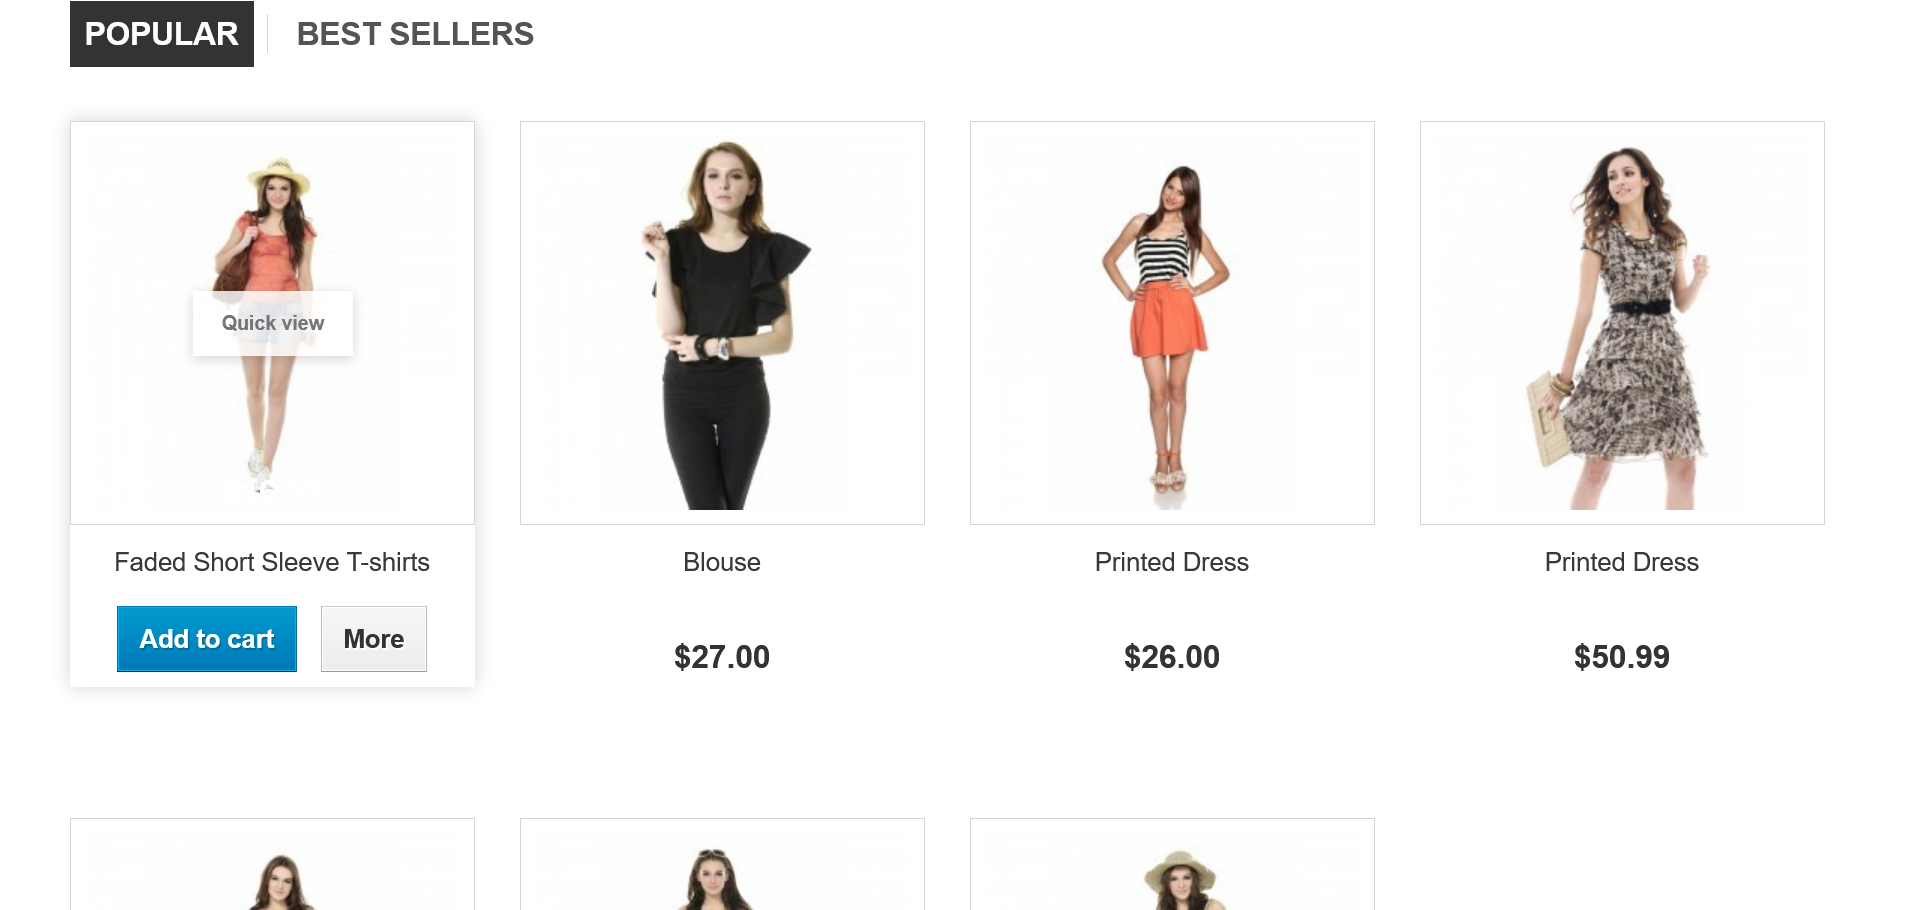 POPULAR
BEST SELLERS
Quick view
Faded Short Sleeve T-shirts
Blouse
Printed Dress
Printed Dress
Add to cart
More
$27.00
$26.00
$50.99